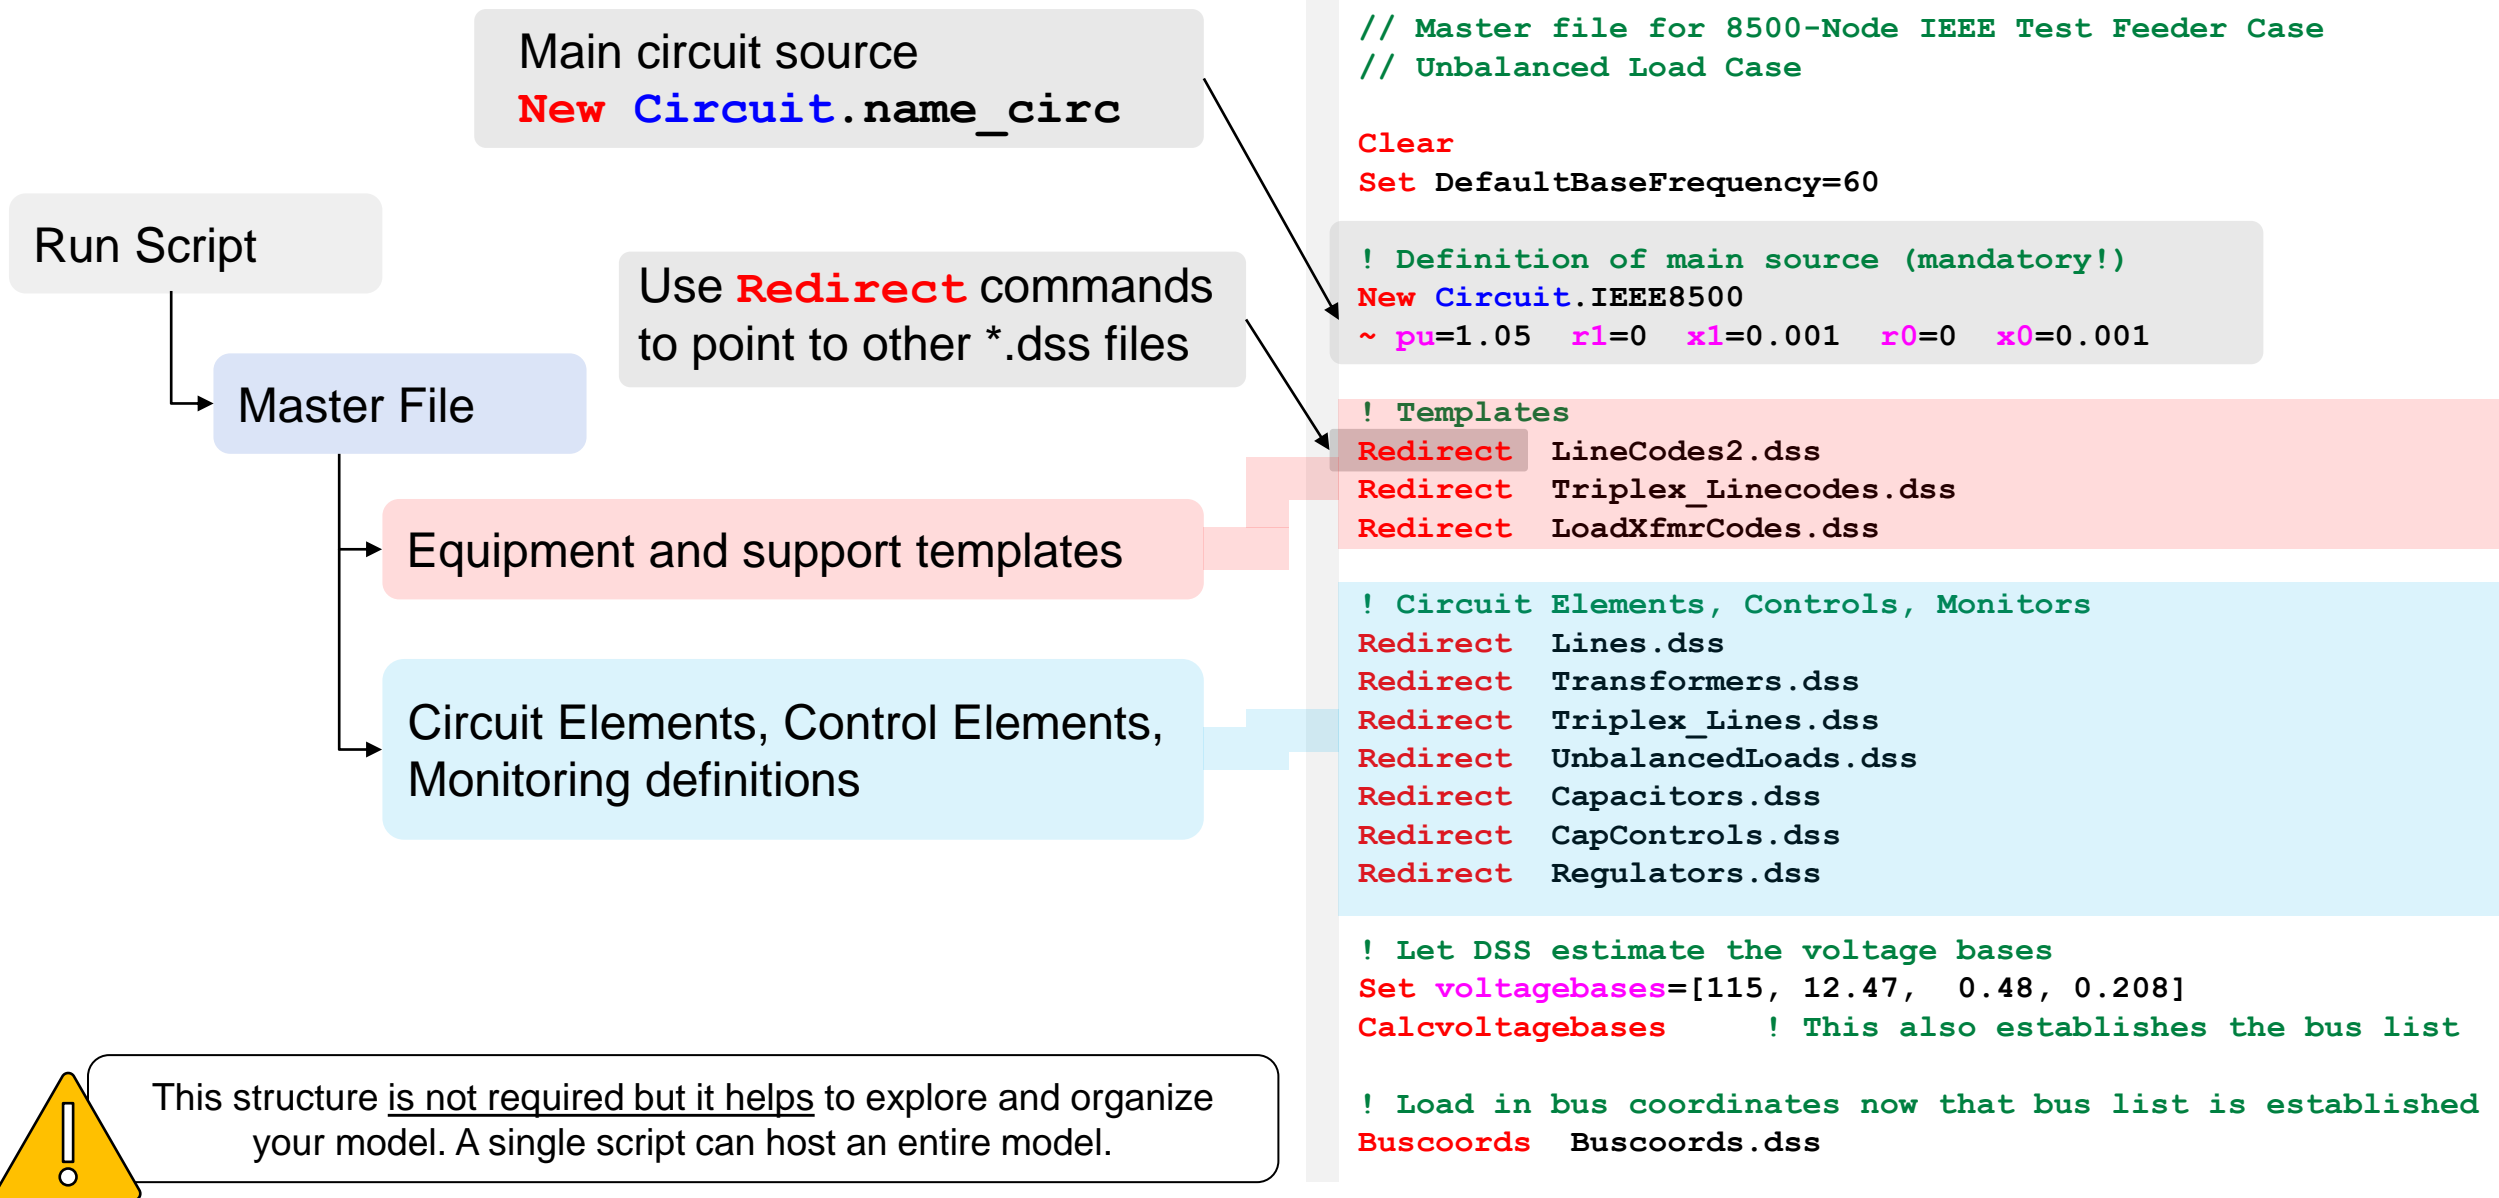 Main circuit source
New Circuit.name_circ
Run Script
Use Redirect commands
to point to other *.dss files
Master File
Equipment and support templates
Circuit Elements, Control Elements,
Monitoring definitions
This structure is not required but it helps to explore and organize
your model. A single script can host an entire model.
// Master file for 8500-Node IEEE Test Feeder Case
// Unbalanced Load Case
Clear
Set DefaultBaseFrequency=60
! Definition of main source (mandatory!)
New Circuit.IEEE8500
~ pu=1.05 r1=0 x1=0.001 r0=0 x0=0.001
! Templates
Redirect LineCodes2.dss
Redirect Triplex_Linecodes.dss
Redirect LoadXfmrCodes.dss
! Circuit Elements, Controls, Monitors
Redirect Lines.dss
Redirect Transformers.dss
Redirect Triplex_Lines.dss
Redirect UnbalancedLoads.dss
Redirect Capacitors.dss
Redirect CapControls.dss
Redirect Regulators.dss
! Let DSS estimate the voltage bases
Set voltagebases=[115, 12.47, 0.48, 0.208]
Calcvoltagebases ! This also establishes the bus list
! Load in bus coordinates now that bus list is established
Buscoords Buscoords.dss